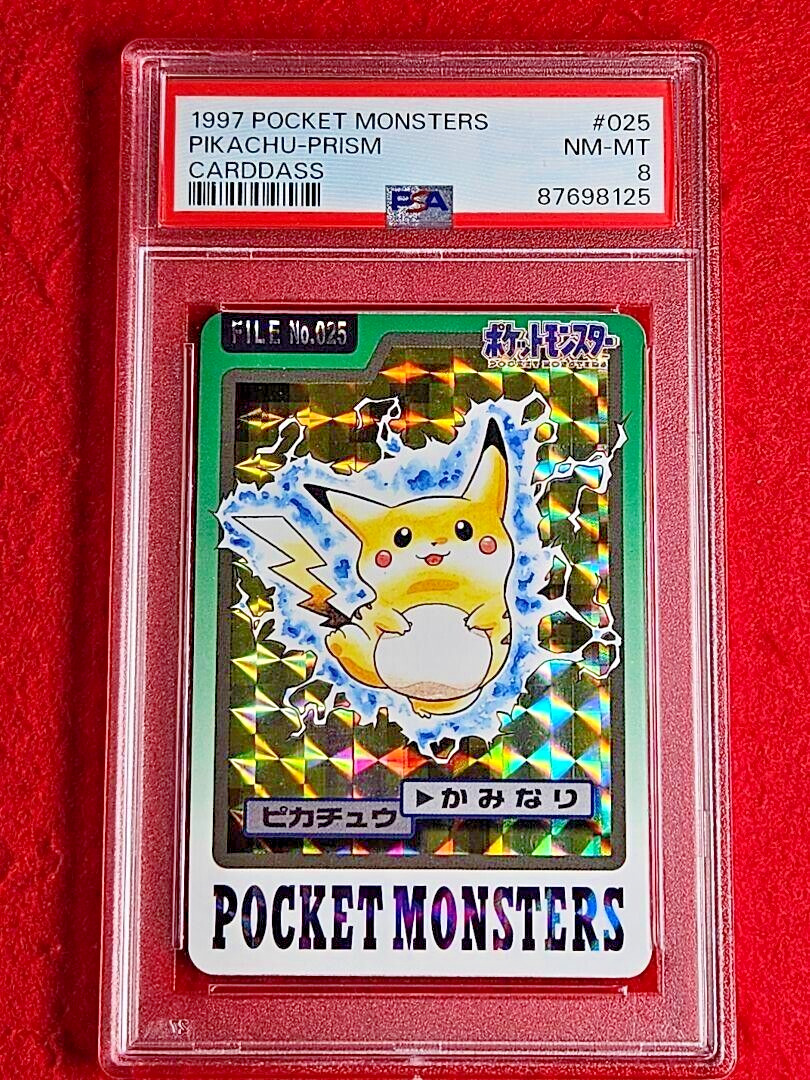 1997 POCKET MONSTERS #025
PIKACHU-PRISM NM-MT
CARDDASS 8
PSA 87698125
FILE No.025
ポケットモンスター
POCKET MONSTERS
▶かみなり
ピカチュウ
POCKET MONSTERS